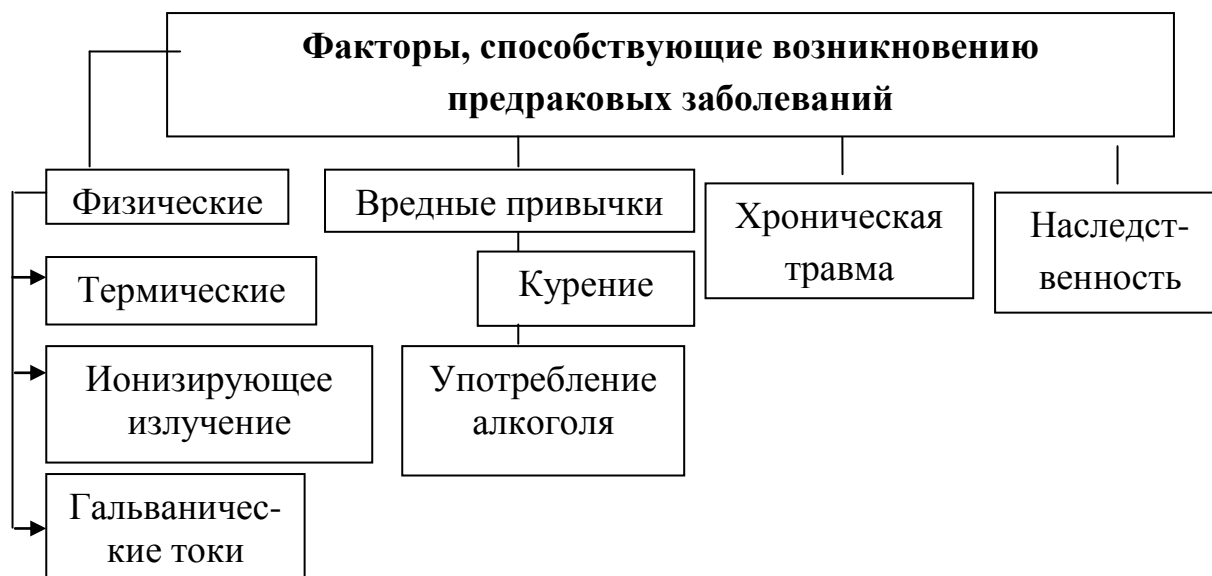 Факторы, способствующие возникновению
предраковых заболеваний
Физические
Термические
Ионизирующее
излучение
Гальваничес-
кие токи
Вредные привычки
Курение
Употребление
алкоголя
Хроническая
травма
Наследст-
венность